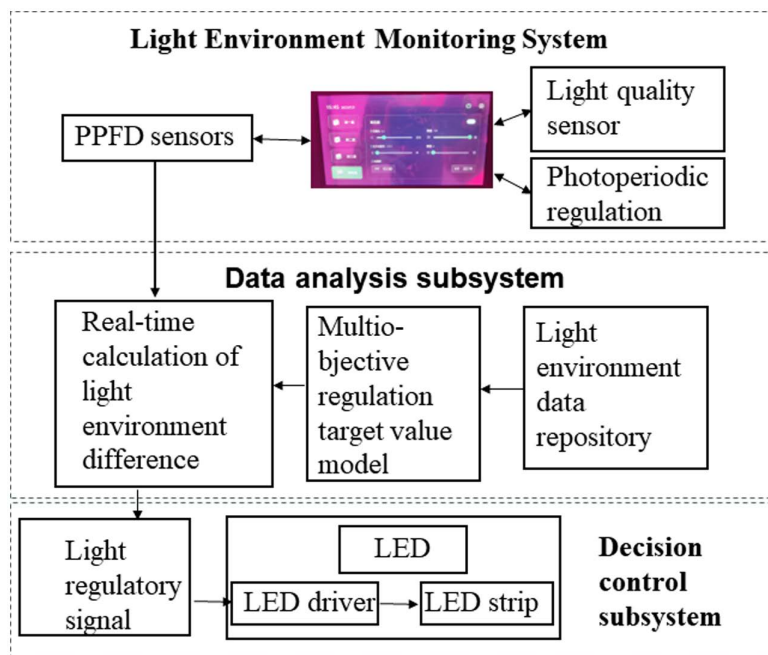 Light Environment Monitoring System
PPFD sensors
Light quality
sensor
Photoperiodic
regulation
Data analysis subsystem
Real-time
calculation of
light
environment
difference
Multio-
bjective
regulation
target value
model
Light
environment
data
repository
Light
regulatory
signal
LED
LED driver
LED strip
Decision
control
subsystem